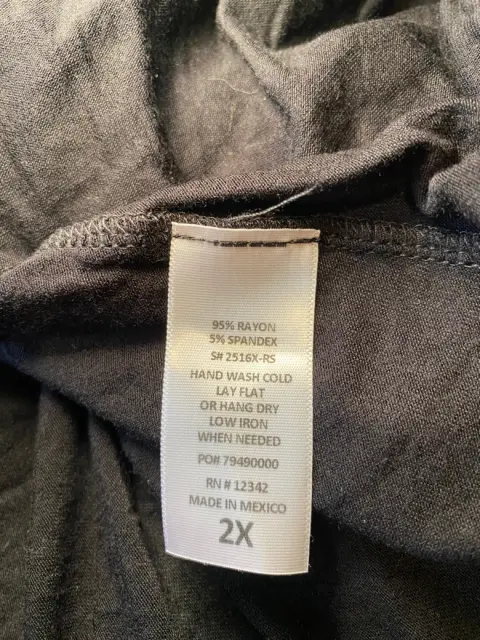 95% RAYON
5% SPANDEX
S# 2516X-RS
HAND WASH COLD
LAY FLAT
OR HANG DRY
LOW IRON
WHEN NEEDED
PO# 79490000
RN # 12342
MADE IN MEXICO
2X